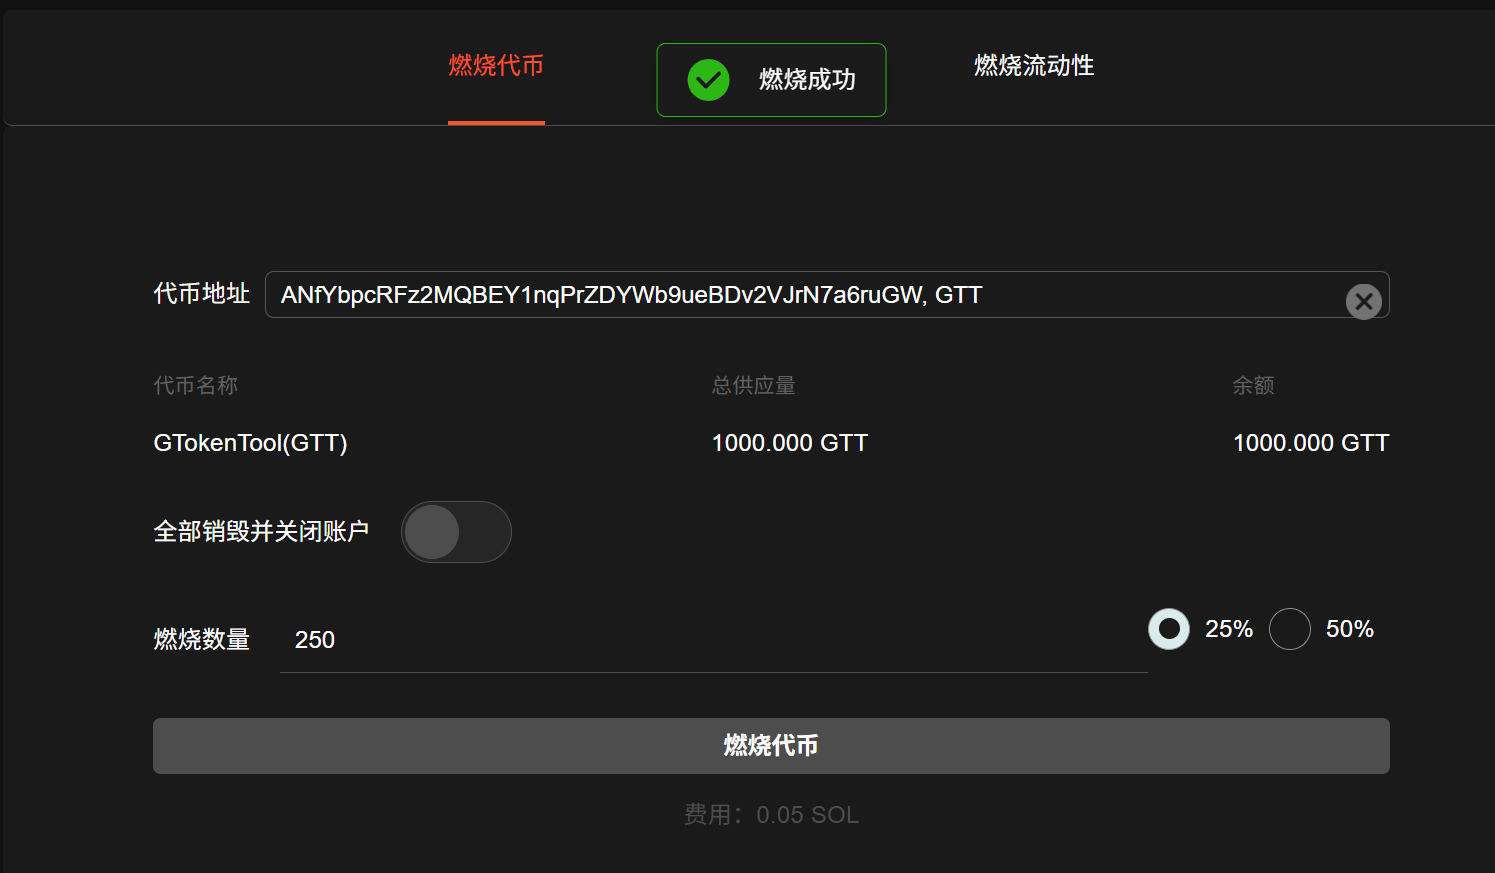 燃烧代币
燃烧成功
燃烧流动性
代币地址
ANfYbpcRFz2MQBEY1nqPrZDYWb9ueBDv2VJrN7a6ruGW, GTT
代币名称 总供应量 余额
GTokenTool(GTT) 1000.000 GTT 1000.000 GTT
全部销毁并关闭账户
燃烧数量 250 25% 50%
燃烧代币
费用：0.05 SOL